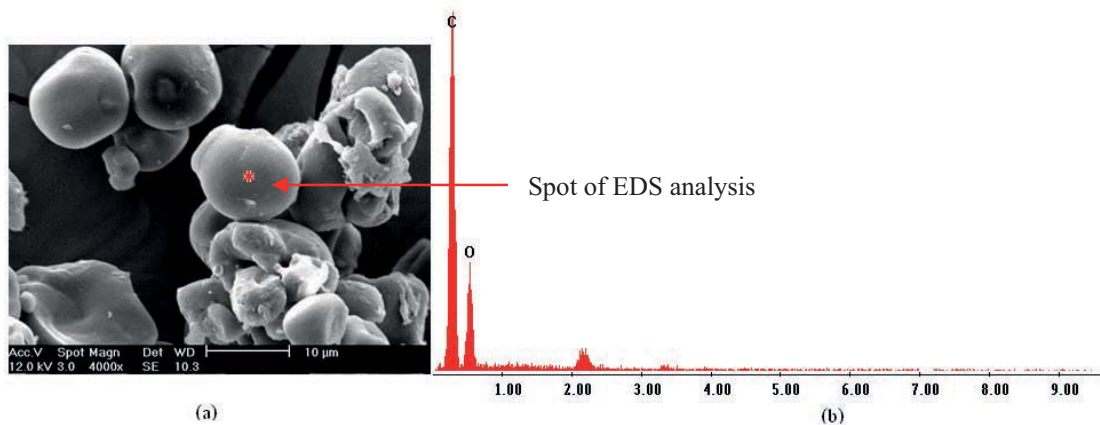 C
O
Spot of EDS analysis
Acc.V Spot Magn Det WD 10 μm
12.0 kV 3.0 4000x SE 10.3
1.00 2.00 3.00 4.00 5.00 6.00 7.00 8.00 9.00
(a) (b)